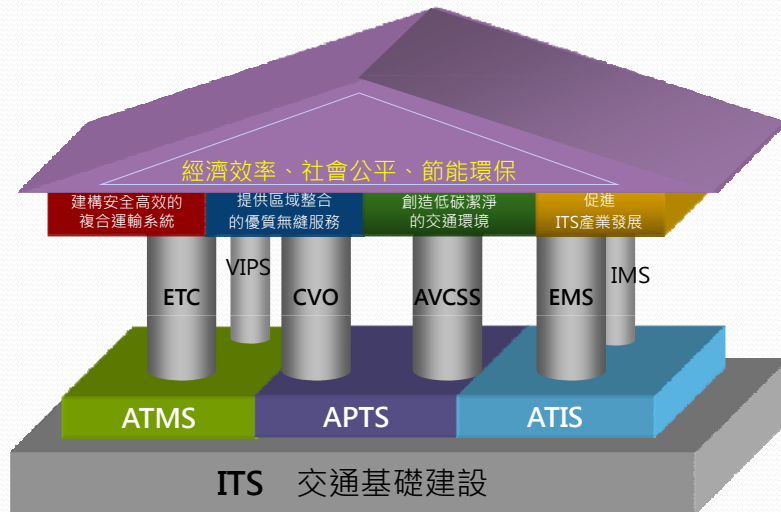 經濟效率、社會公平、節能環保
建構安全高效的
複合運輸系統
提供區域整合
的優質無縫服務
創造低碳潔淨
的交通環境
促進
ITS產業發展
ETC
VIPS
CVO
AVCSS
EMS
IMS
ATMS
APTS
ATIS
ITS 交通基礎建設